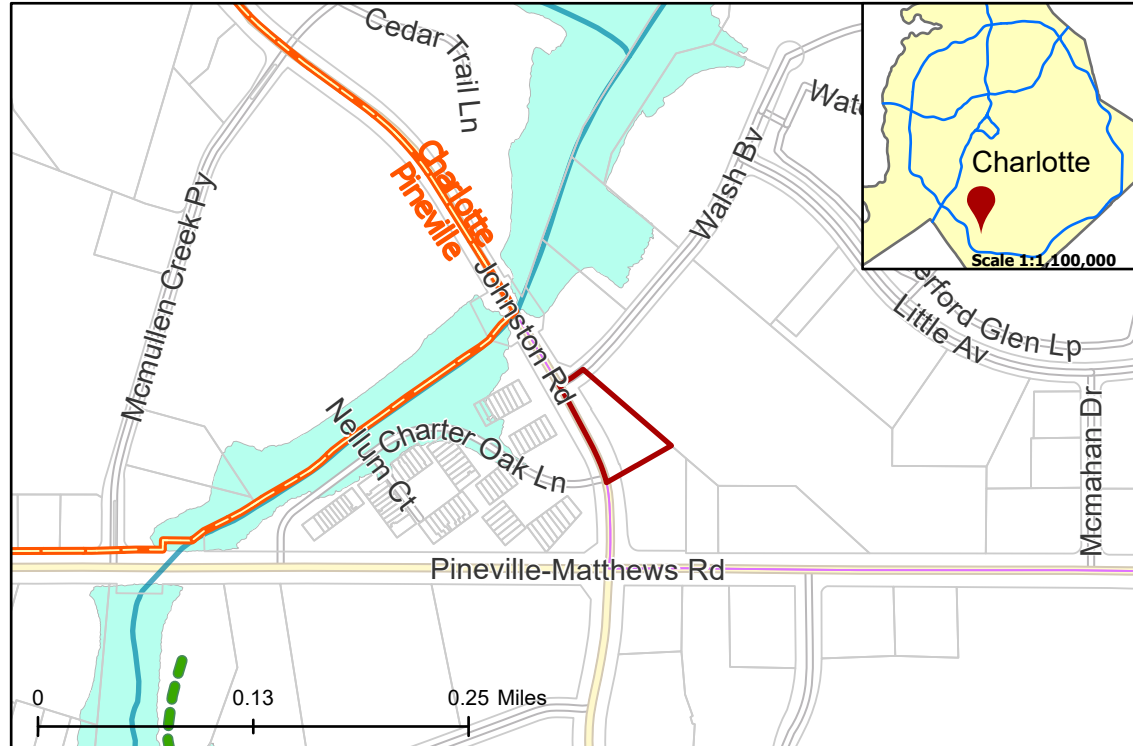 Cedar Trail Ln
Mcmullen Creek Py
Charlotte
Pineville
Johnston Rd
Walsh Bv
Wat
erford Glen Lp
Little Av
Mcmahan Dr
Nellum Ct
Charter Oak Ln
Pineville-Matthews Rd
0 0.13 0.25 Miles
Charlotte
Scale 1:1,100,000